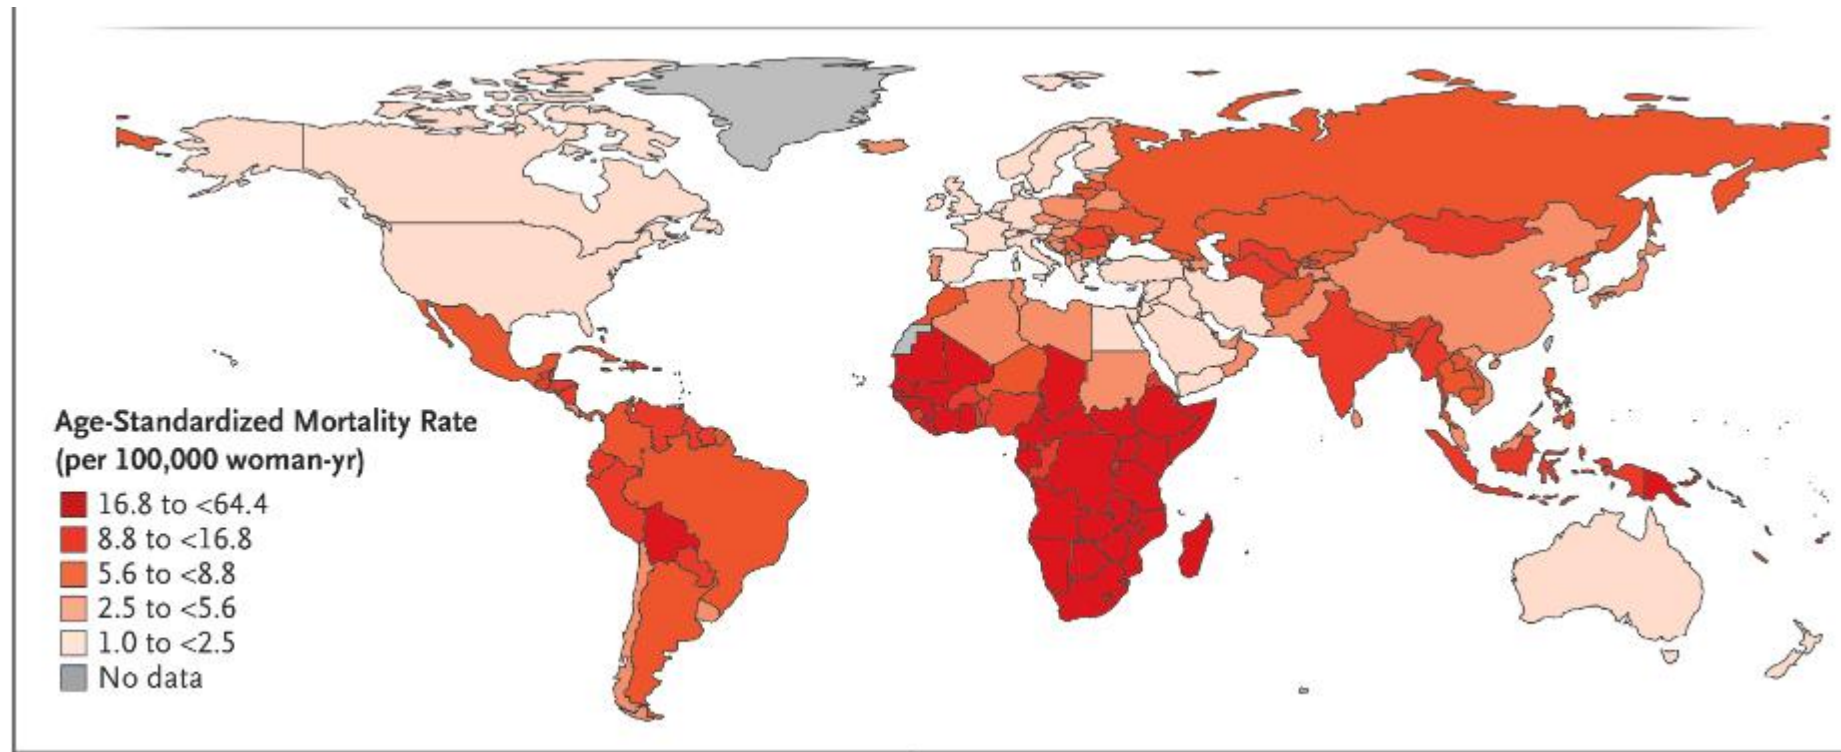 Age-Standardized Mortality Rate
(per 100,000 woman-yr)
16.8 to <64.4
8.8 to <16.8
5.6 to <8.8
2.5 to <5.6
1.0 to <2.5
No data